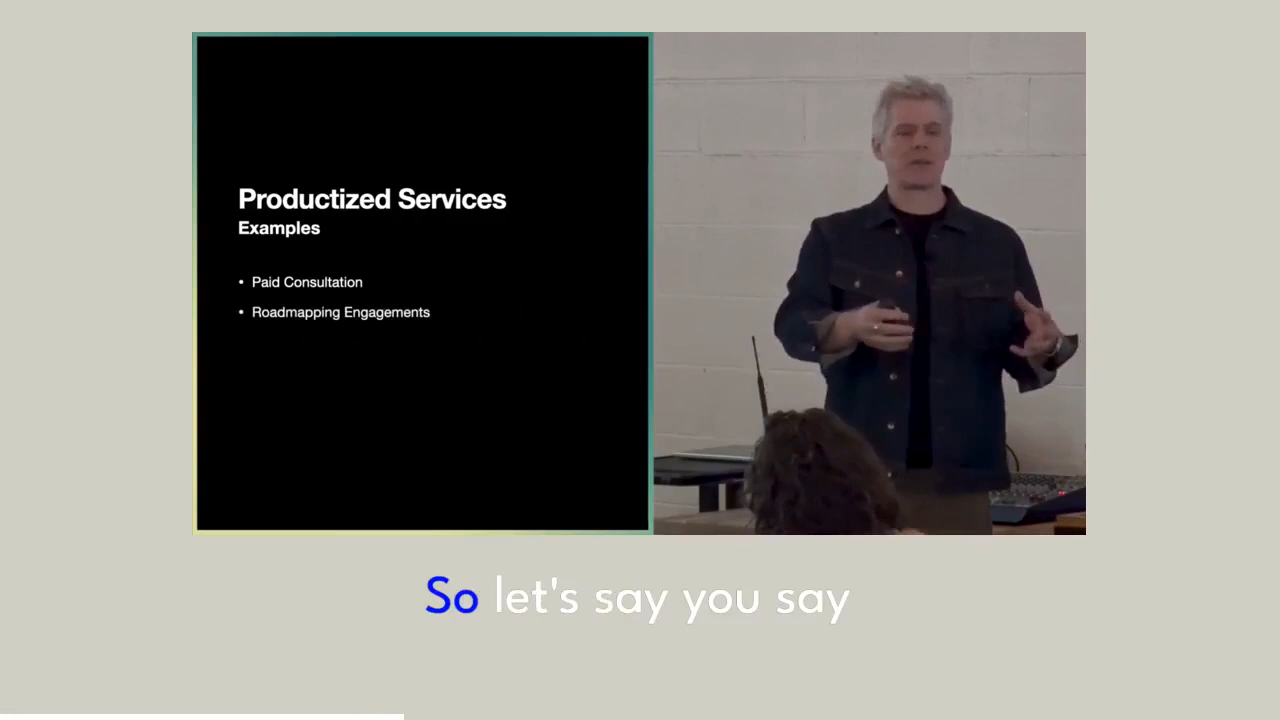 Productized Services
Examples
• Paid Consultation
• Roadmapping Engagements
So let's say you say